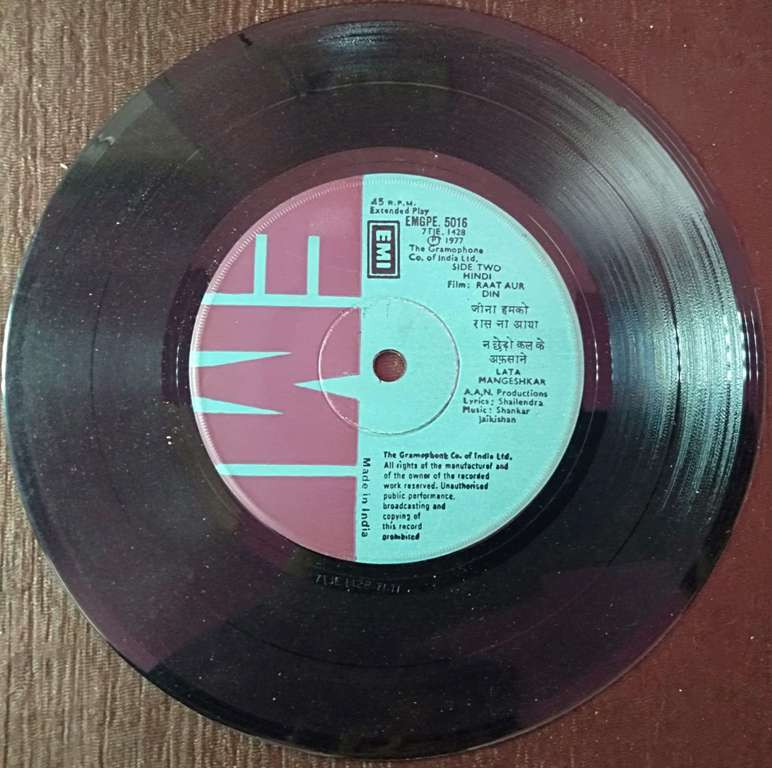 45 R.P.M.
Extended Play
EMGPE. 5016
7TJE. 1428
Ⓟ 1977
The Gramophone
Co. of India Ltd.
EMI
SIDE TWO
HINDI
Film: RAAT AUR
DIN
जीना हमको
रास ना आया
न छेड़ो कल के
अफ़साने
LATA
MANGESHKAR
A.A.N. Productions
Lyrics: Shailendra
Music: Shankar
Jaikishan
The Gramophone Co. of India Ltd.
All rights of the manufacturer and
of the owner of the recorded
work reserved. Unauthorised
public performance,
broadcasting and
copying of
this record
prohibited
Made in India
EMI